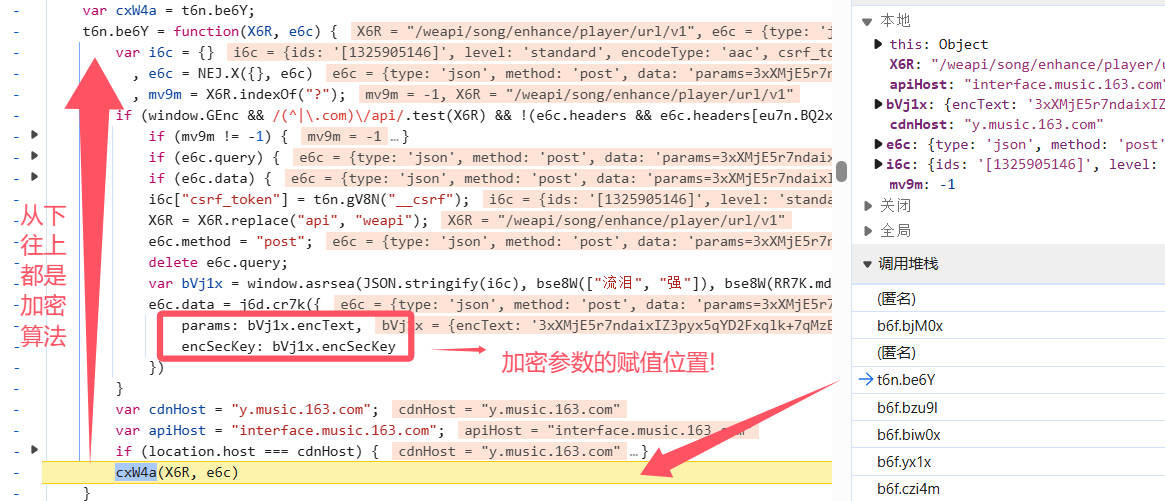 var cxW4a = t6n.be6Y;
t6n.be6Y = function(X6R, e6c) { X6R = "/weapi/song/enhance/player/url/v1", e6c = {type: 'j
var i6c = {} i6c = {ids: '[1325905146]', level: 'standard', encodeType: 'aac', csrf_to
, e6c = NEJ.X({}, e6c) e6c = {type: 'json', method: 'post', data: 'params=3xXMjE5r7n
, mv9m = X6R.indexOf("?"); mv9m = -1, X6R = "/weapi/song/enhance/player/url/v1"
if (window.GEnc && /(^|\.com)\/api/.test(X6R) && !(e6c.headers && e6c.headers[eu7n.BQ2x
if (mv9m != -1) { mv9m = -1 …}
if (e6c.query) { e6c = {type: 'json', method: 'post', data: 'params=3xXMjE5r7ndaix
if (e6c.data) { e6c = {type: 'json', method: 'post', data: 'params=3xXMjE5r7ndaixI
i6c["csrf_token"] = t6n.gV8N("__csrf"); i6c = {ids: '[1325905146]', level: 'standa
X6R = X6R.replace("api", "weapi"); X6R = "/weapi/song/enhance/player/url/v1"
e6c.method = "post"; e6c = {type: 'json', method: 'post', data: 'params=3xXMjE5r7n
delete e6c.query;
var bVj1x = window.asrsea(JSON.stringify(i6c), bse8W(["流泪", "强"]), bse8W(RR7K.md
e6c.data = j6d.cr7k({ e6c = {type: 'json', method: 'post', data: 'params=3xXMjE5r7
params: bVj1x.encText, bVj1x = {encText: '3xXMjE5r7ndaixIZ3pyx5qYD2Fxqlk+7qMzE
encSecKey: bVj1x.encSecKey
})
}
var cdnHost = "y.music.163.com"; cdnHost = "y.music.163.com"
var apiHost = "interface.music.163.com"; apiHost = "interface.music.163.com"
if (location.host === cdnHost) { cdnHost = "y.music.163.com" …}
cxW4a(X6R, e6c)
}
从下
往上
都是
加密
算法
加密参数的赋值位置!
本地
this: Object
X6R: "/weapi/song/enhance/player/u
apiHost: "interface.music.163.com"
bVj1x: {encText: '3xXMjE5r7ndaixIZ
cdnHost: "y.music.163.com"
e6c: {type: 'json', method: 'post'
i6c: {ids: '[1325905146]', level:
mv9m: -1
关闭
全局
调用堆栈
(匿名)
b6f.bjM0x
(匿名)
t6n.be6Y
b6f.bzu9l
b6f.biw0x
b6f.yx1x
b6f.czi4m